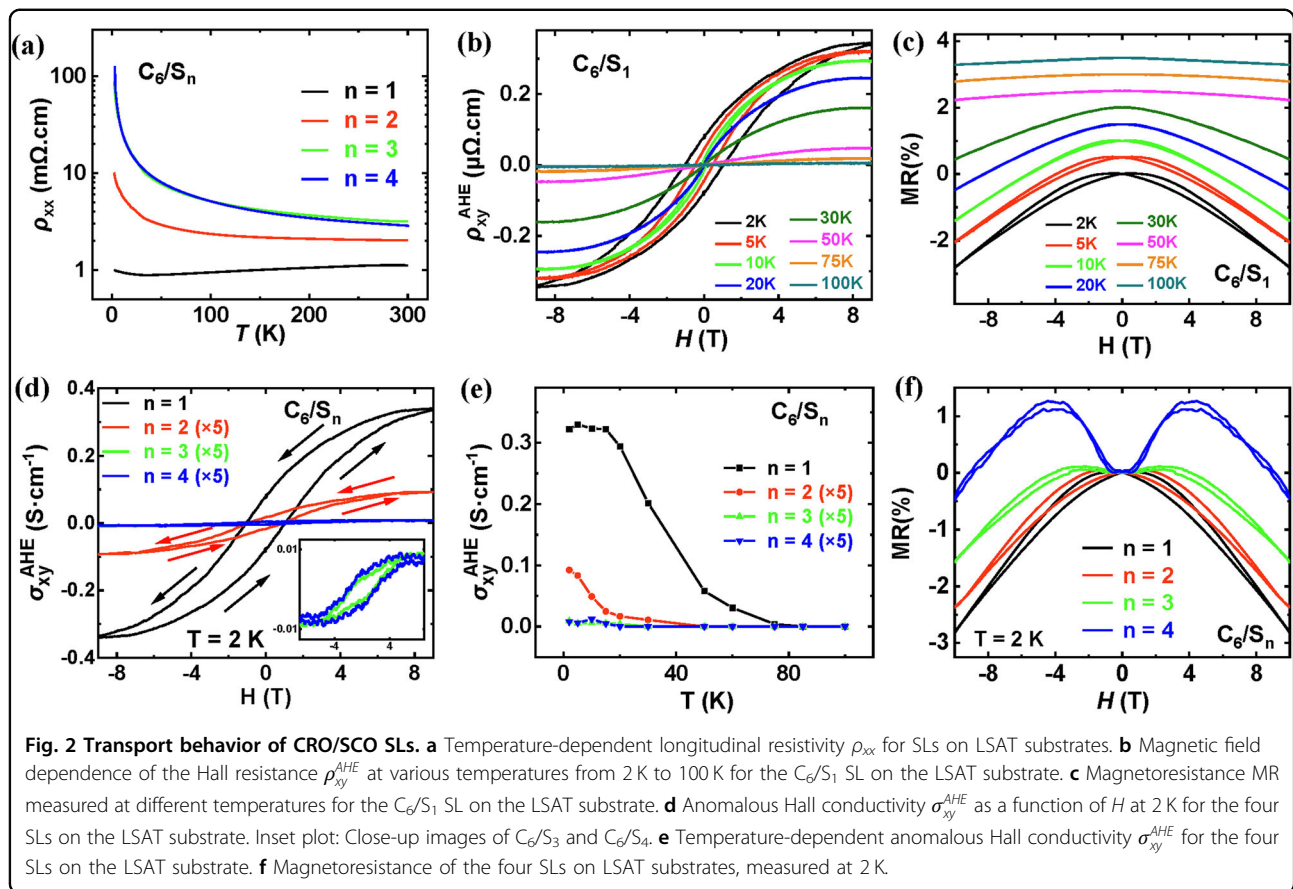 (a)
C₆/Sₙ
n = 1
n = 2
n = 3
n = 4
100
10
1
ρxx (mΩ.cm)
0 100 200 300
T (K)
(b)
C₆/S₁
0.2
0.0
-0.2
ρxy^AHE (μΩ.cm)
2K 30K
5K 50K
10K 75K
20K 100K
-8 -4 0 4 8
H (T)
(c)
4
2
0
-2
MR(%)
2K 30K
5K 50K
10K 75K
20K 100K
C₆/S₁
-8 -4 0 4 8
H (T)
(d)
n = 1
n = 2 (×5)
n = 3 (×5)
n = 4 (×5)
C₆/Sₙ
0.4
0.2
0.0
-0.2
-0.4
σxy^AHE (S·cm⁻¹)
0.01
-0.01
-4 4
T = 2 K
-8 -4 0 4 8
H (T)
(e)
C₆/Sₙ
n = 1
n = 2 (×5)
n = 3 (×5)
n = 4 (×5)
0.3
0.2
0.1
0.0
σxy^AHE (S·cm⁻¹)
0 40 80
T (K)
(f)
1
0
-1
-2
-3
MR(%)
n = 1
n = 2
n = 3
n = 4
T = 2 K
C₆/Sₙ
-8 -4 0 4 8
H (T)
Fig. 2 Transport behavior of CRO/SCO SLs. a Temperature-dependent longitudinal resistivity ρxx for SLs on LSAT substrates. b Magnetic field
dependence of the Hall resistance ρxy^AHE at various temperatures from 2 K to 100 K for the C₆/S₁ SL on the LSAT substrate. c Magnetoresistance MR
measured at different temperatures for the C₆/S₁ SL on the LSAT substrate. d Anomalous Hall conductivity σxy^AHE as a function of H at 2 K for the four
SLs on the LSAT substrate. Inset plot: Close-up images of C₆/S₃ and C₆/S₄. e Temperature-dependent anomalous Hall conductivity σxy^AHE for the four
SLs on the LSAT substrate. f Magnetoresistance of the four SLs on LSAT substrates, measured at 2 K.